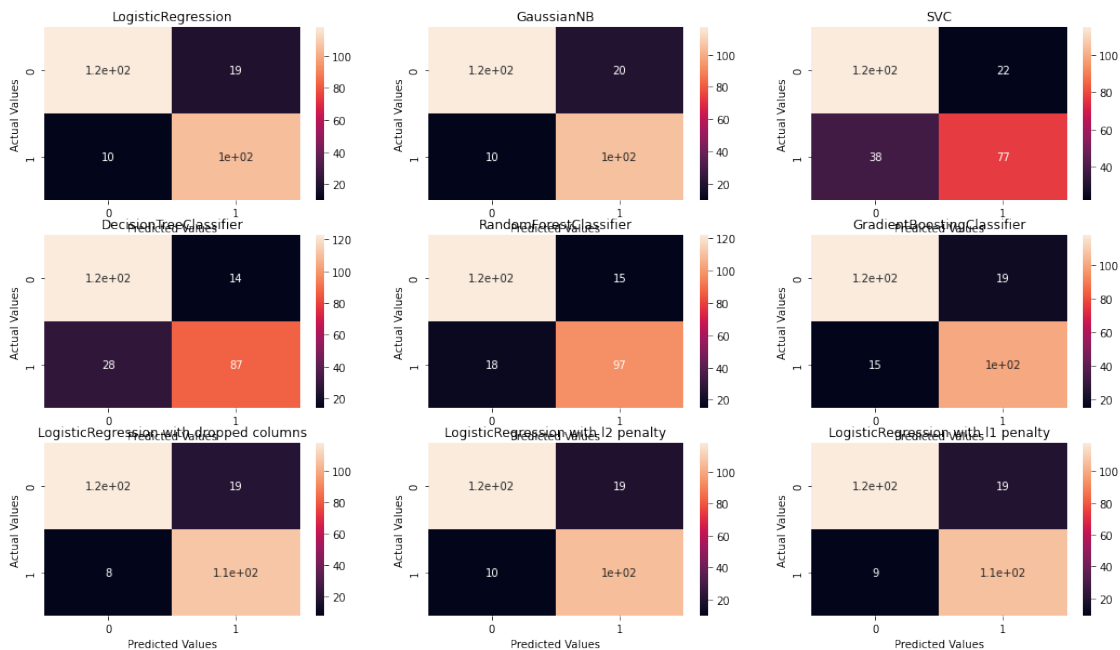 LogisticRegression
Actual Values
0
1
1.2e+02
19
10
1e+02
0
1
Predicted Values
100
80
60
40
20
GaussianNB
Actual Values
0
1
1.2e+02
20
10
1e+02
0
1
Predicted Values
100
80
60
40
20
SVC
Actual Values
0
1
1.2e+02
22
38
77
0
1
Predicted Values
100
80
60
40
DecisionTreeClassifier
Actual Values
0
1
1.2e+02
14
28
87
0
1
Predicted Values
120
100
80
60
40
20
RandomForestClassifier
Actual Values
0
1
1.2e+02
15
18
97
0
1
Predicted Values
120
100
80
60
40
20
GradientBoostingClassifier
Actual Values
0
1
1.2e+02
19
15
1e+02
0
1
Predicted Values
100
80
60
40
20
LogisticRegression with dropped columns
Actual Values
0
1
1.2e+02
19
8
1.1e+02
0
1
Predicted Values
100
80
60
40
20
LogisticRegression with l2 penalty
Actual Values
0
1
1.2e+02
19
10
1e+02
0
1
Predicted Values
100
80
60
40
20
LogisticRegression with l1 penalty
Actual Values
0
1
1.2e+02
19
9
1.1e+02
0
1
Predicted Values
100
80
60
40
20